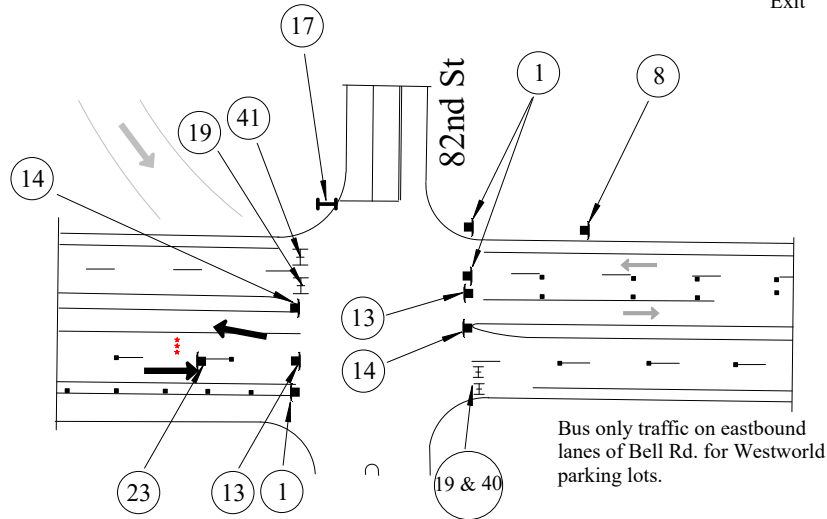 Exit
17
1
8
82nd St
41
19
14
13
14
Bus only traffic on eastbound
lanes of Bell Rd. for Westworld
parking lots.
23
13
1
19 & 40